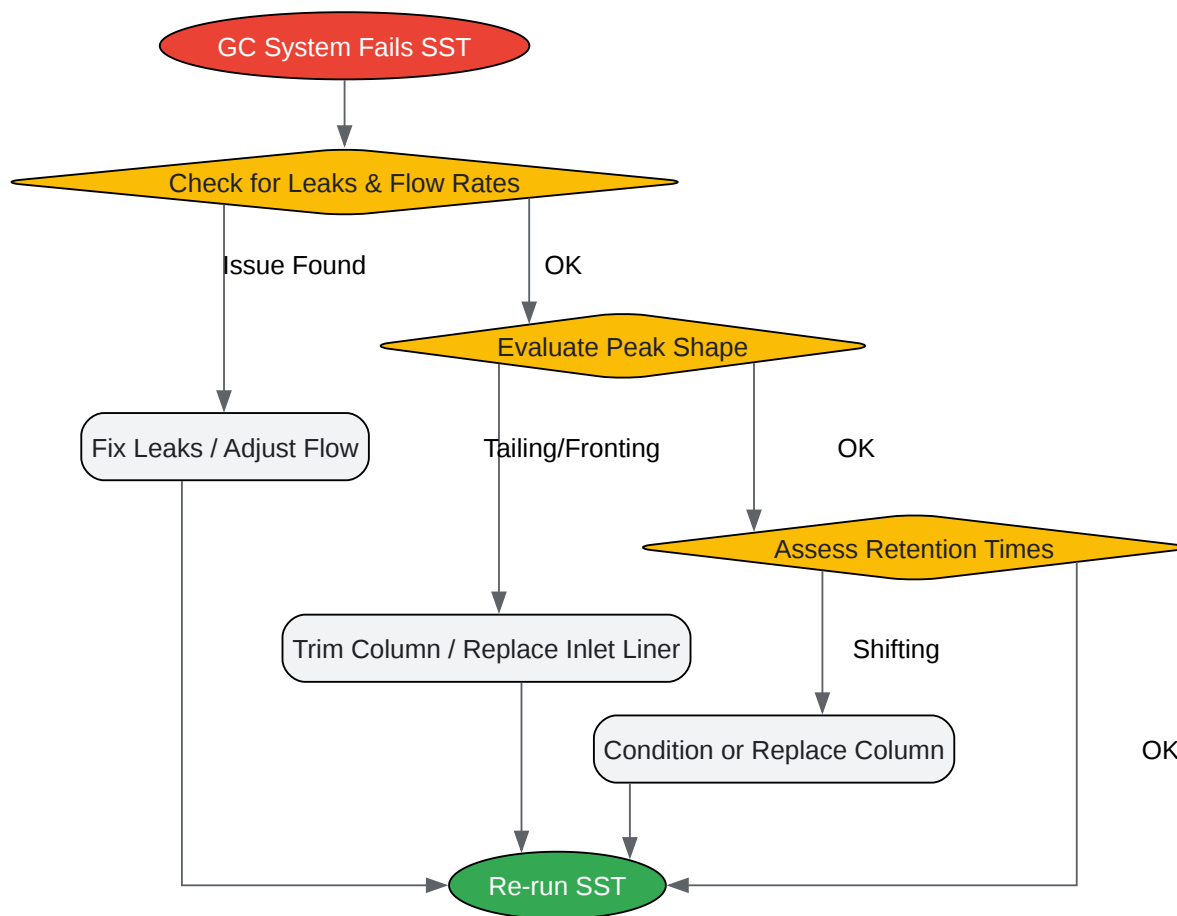 GC System Fails SST
Check for Leaks & Flow Rates
Issue Found
OK
Evaluate Peak Shape
Fix Leaks / Adjust Flow
Tailing/Fronting
OK
Assess Retention Times
Trim Column / Replace Inlet Liner
Shifting
Condition or Replace Column
OK
Re-run SST